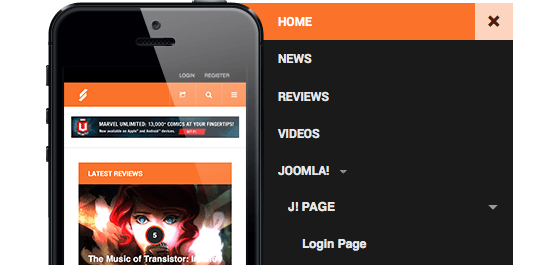 LOGIN REGISTER
MARVEL UNLIMITED: 13,000+ COMICS AT YOUR FINGERTIPS!
Now available on Apple® and Android™ devices.
LATEST REVIEWS
5
The Music of Transistor:
HOME ×
NEWS
REVIEWS
VIDEOS
JOOMLA!
J! PAGE
Login Page